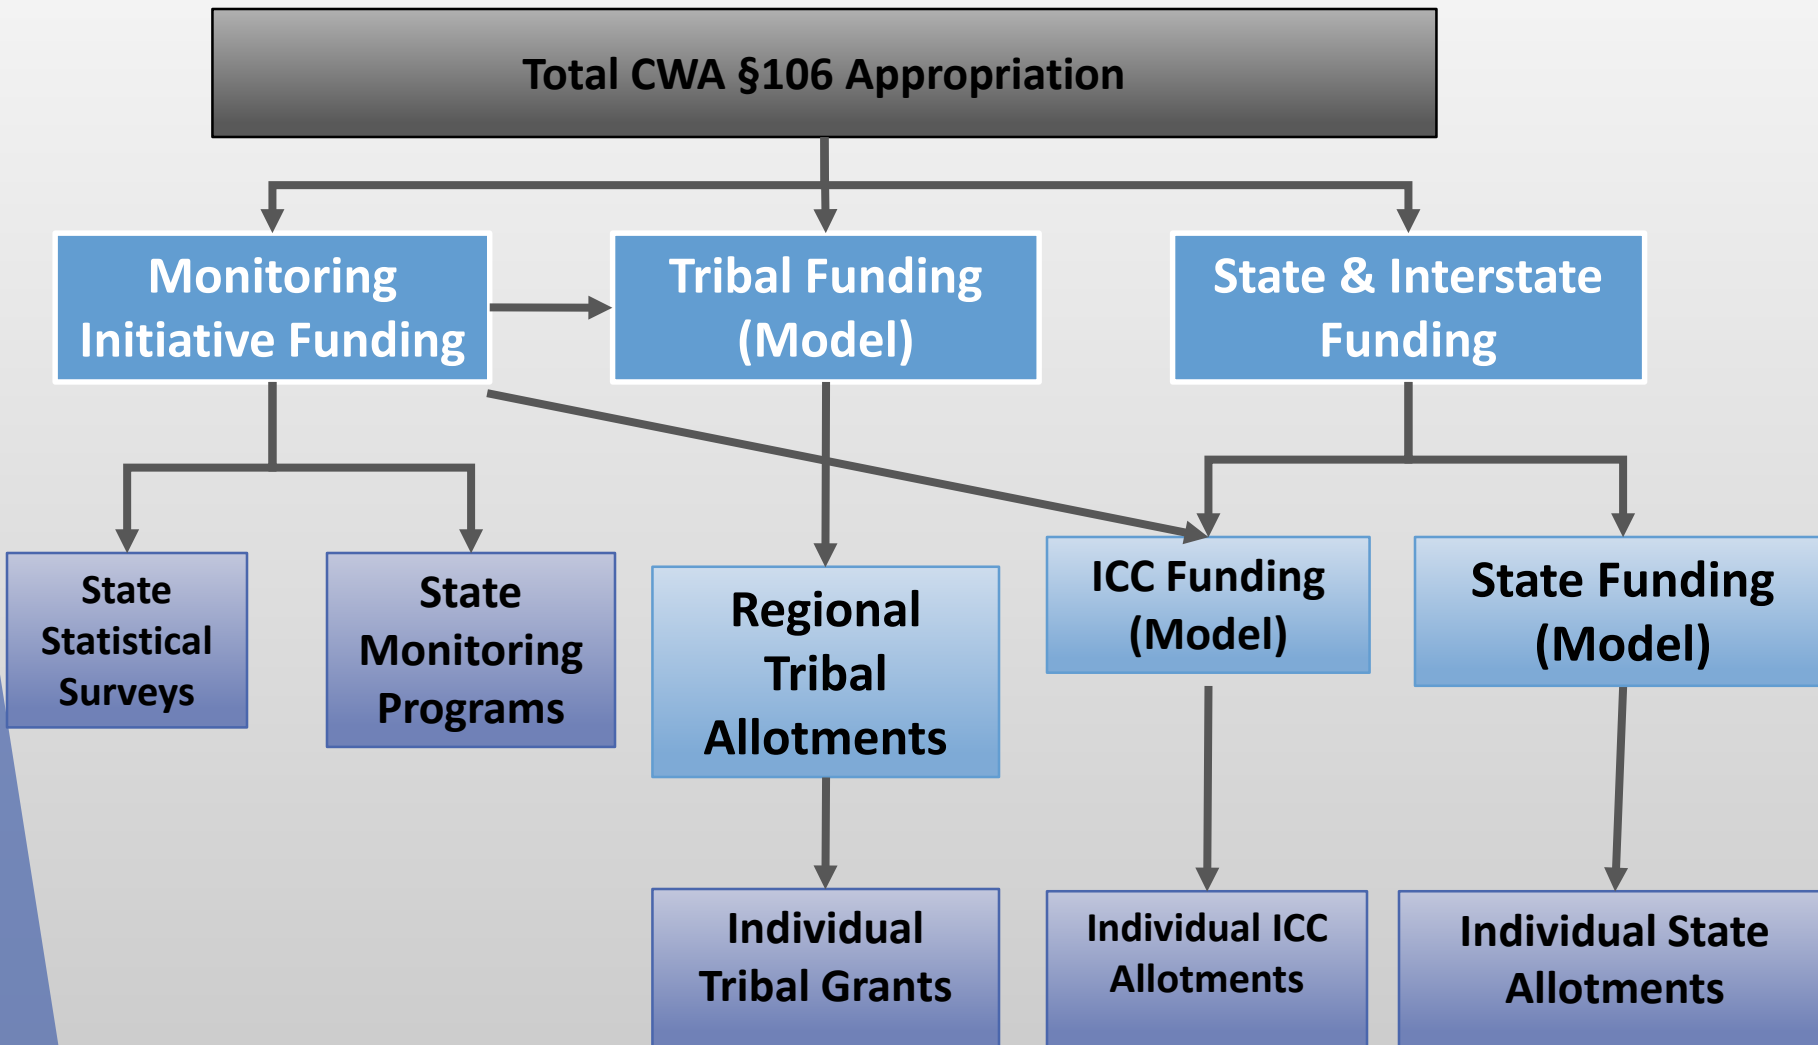 Total CWA §106 Appropriation
Monitoring
Initiative Funding
Tribal Funding
(Model)
State & Interstate
Funding
State
Statistical
Surveys
State
Monitoring
Programs
Regional
Tribal
Allotments
ICC Funding
(Model)
State Funding
(Model)
Individual
Tribal Grants
Individual ICC
Allotments
Individual State
Allotments